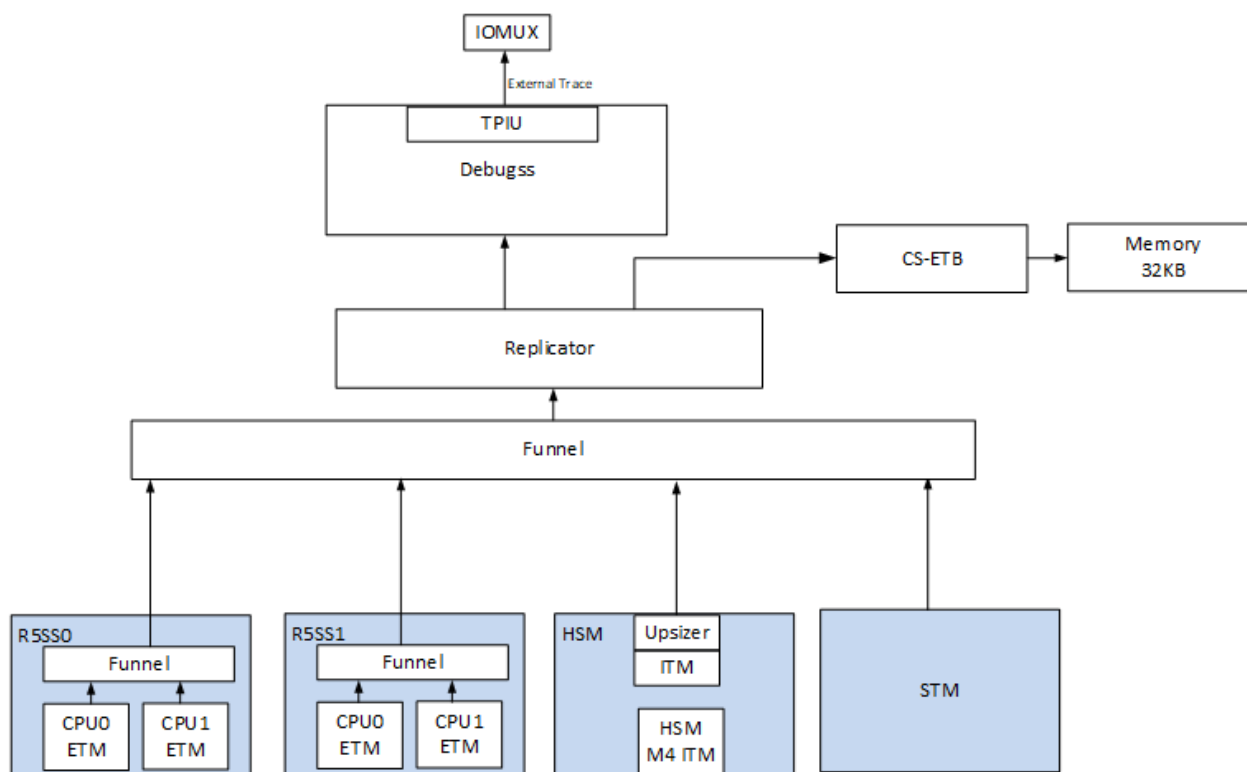 IOMUX
External Trace
TPIU
Debugss
CS-ETB
Memory
32KB
Replicator
Funnel
R5SS0
Funnel
CPU0
ETM
CPU1
ETM
R5SS1
Funnel
CPU0
ETM
CPU1
ETM
HSM
Upsizer
ITM
HSM
M4 ITM
STM